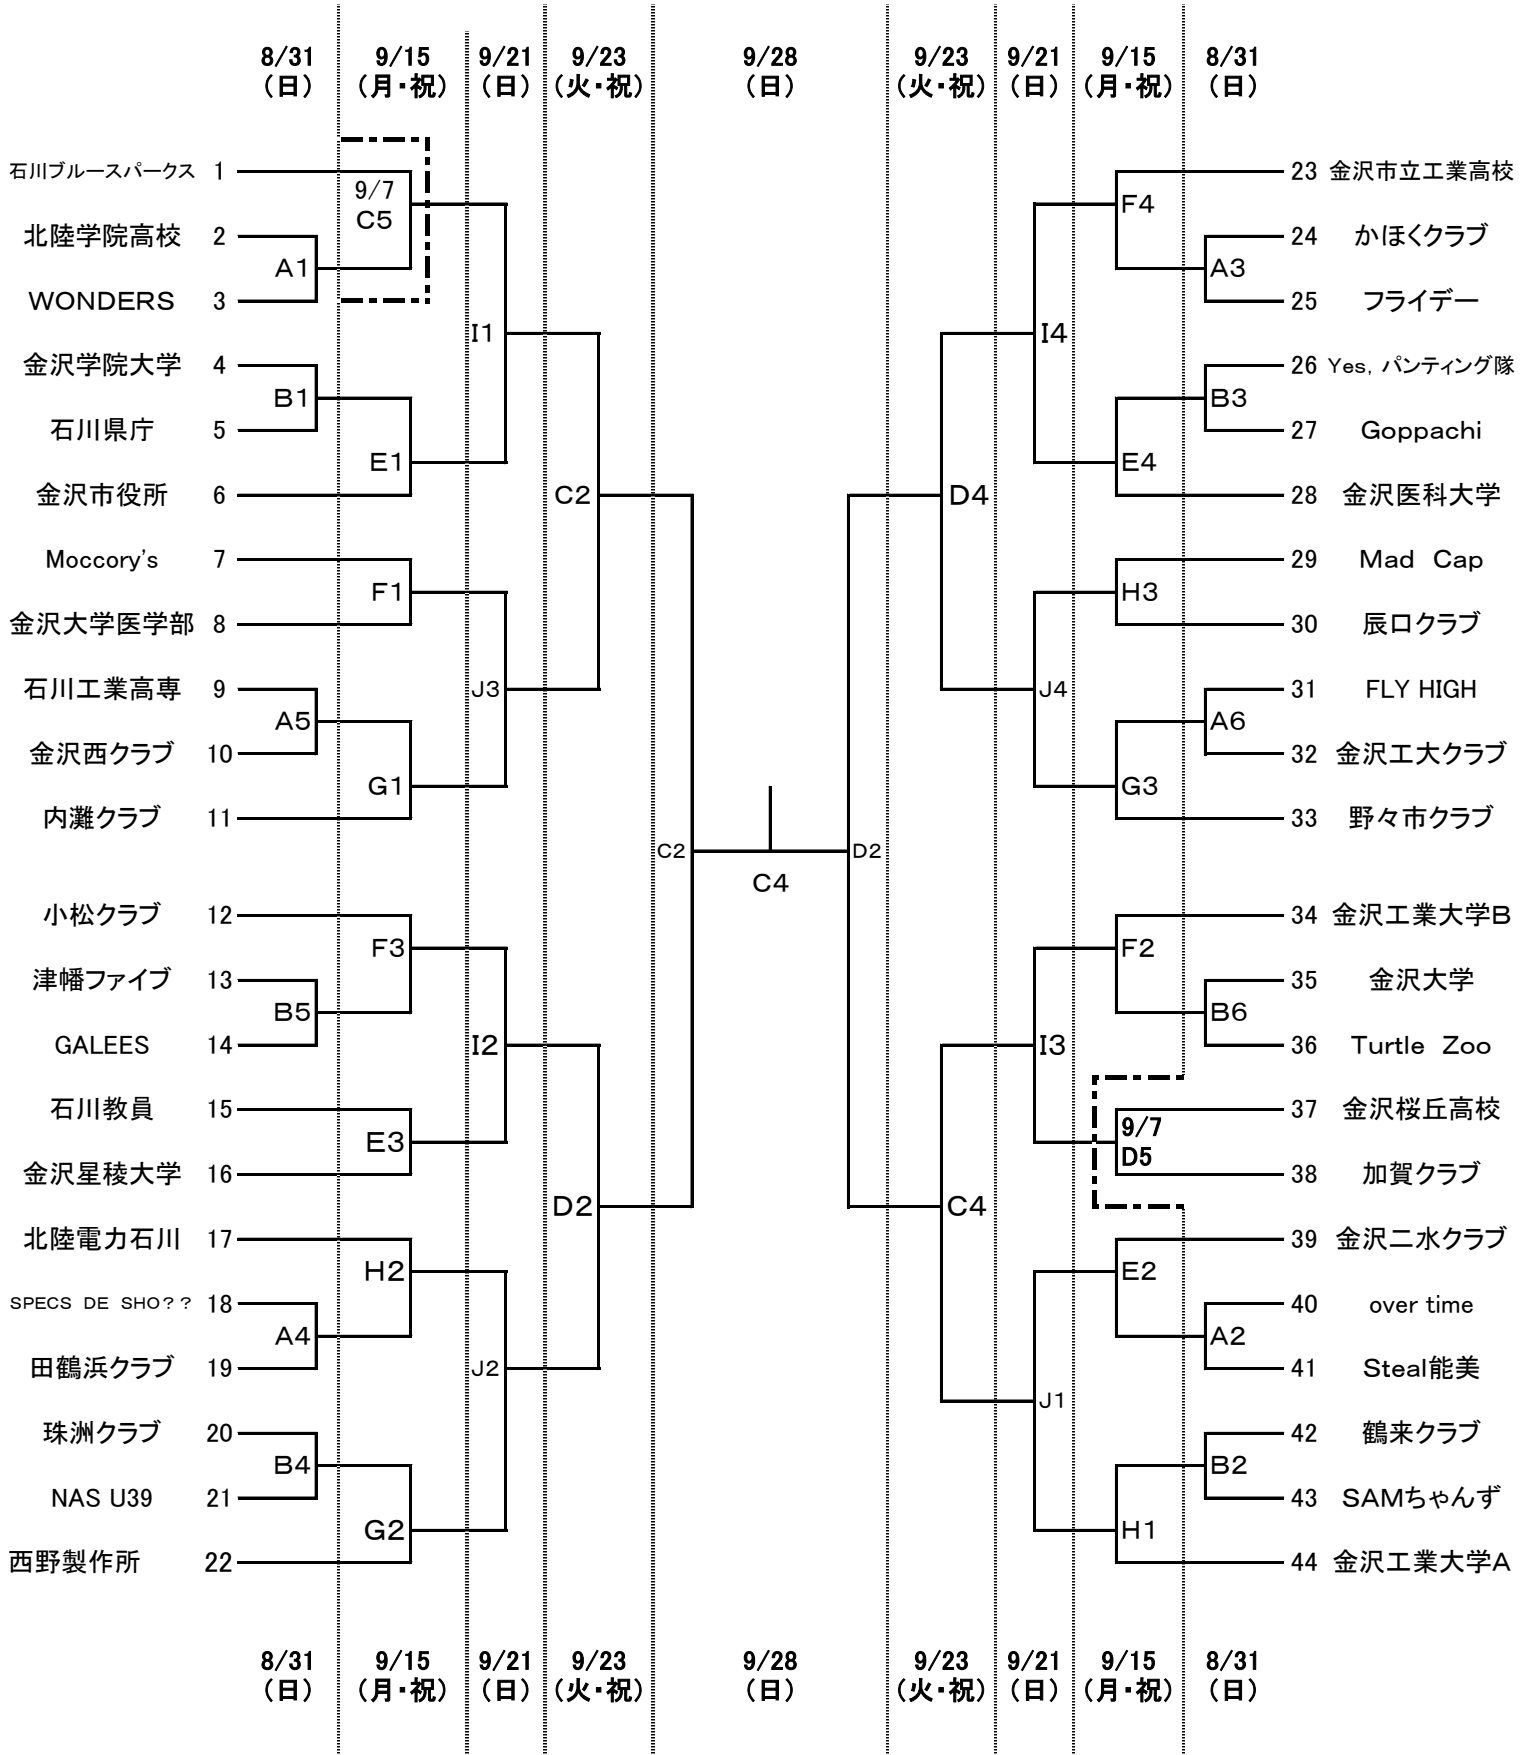 8/31 9/15 9/21 9/23 9/28 9/23 9/21 9/15 8/31
(日) (月・祝) (日) (火・祝) (日) (火・祝) (日) (月・祝) (日)
石川ブルースパークス 1
9/7
C5
北陸学院高校 2
A1
WONDERS 3
I1
金沢学院大学 4
B1
石川県庁 5
E1
金沢市役所 6
C2
Moccory's 7
F1
金沢大学医学部 8
石川工業高専 9
J3
A5
金沢西クラブ 10
G1
内灘クラブ 11
C2
C4
小松クラブ 12
F3
津幡ファイブ 13
B5
GALEES 14
I2
石川教員 15
E3
金沢星稜大学 16
D2
北陸電力石川 17
H2
SPECS DE SHO?? 18
A4
田鶴浜クラブ 19
J2
珠洲クラブ 20
B4
NAS U39 21
G2
西野製作所 22
23 金沢市立工業高校
F4
24 かほくクラブ
A3
25 フライデー
I4
26 Yes, パンティング隊
B3
27 Goppachi
E4
28 金沢医科大学
D4
29 Mad Cap
H3
30 辰口クラブ
31 FLY HIGH
J4
A6
32 金沢工大クラブ
G3
33 野々市クラブ
D2
34 金沢工業大学B
F2
35 金沢大学
B6
36 Turtle Zoo
I3
37 金沢桜丘高校
9/7
D5
38 加賀クラブ
C4
39 金沢二水クラブ
E2
40 over time
A2
41 Steal能美
J1
42 鶴来クラブ
B2
43 SAMちゃんず
H1
44 金沢工業大学A
8/31 9/15 9/21 9/23 9/28 9/23 9/21 9/15 8/31
(日) (月・祝) (日) (火・祝) (日) (火・祝) (日) (月・祝) (日)